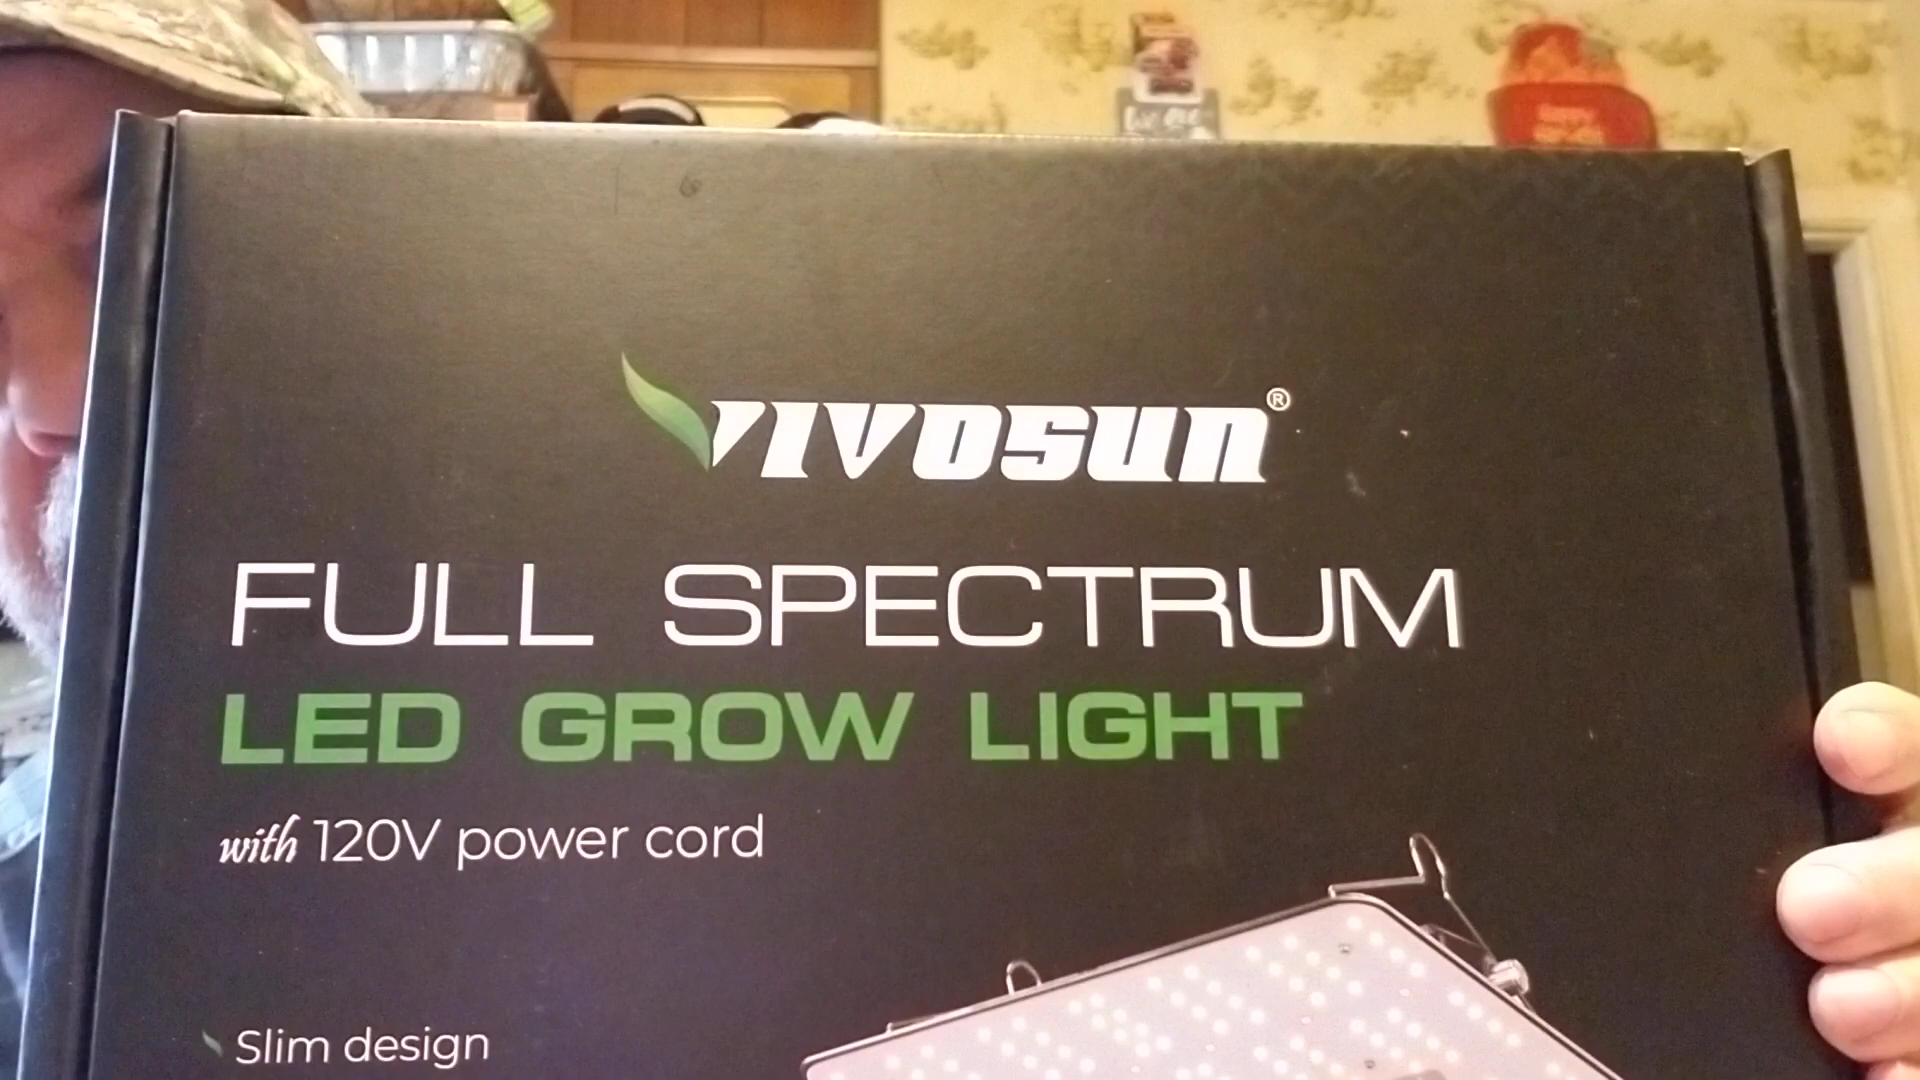 VIVOSUN®
FULL SPECTRUM
LED GROW LIGHT
with 120V power cord
Slim design